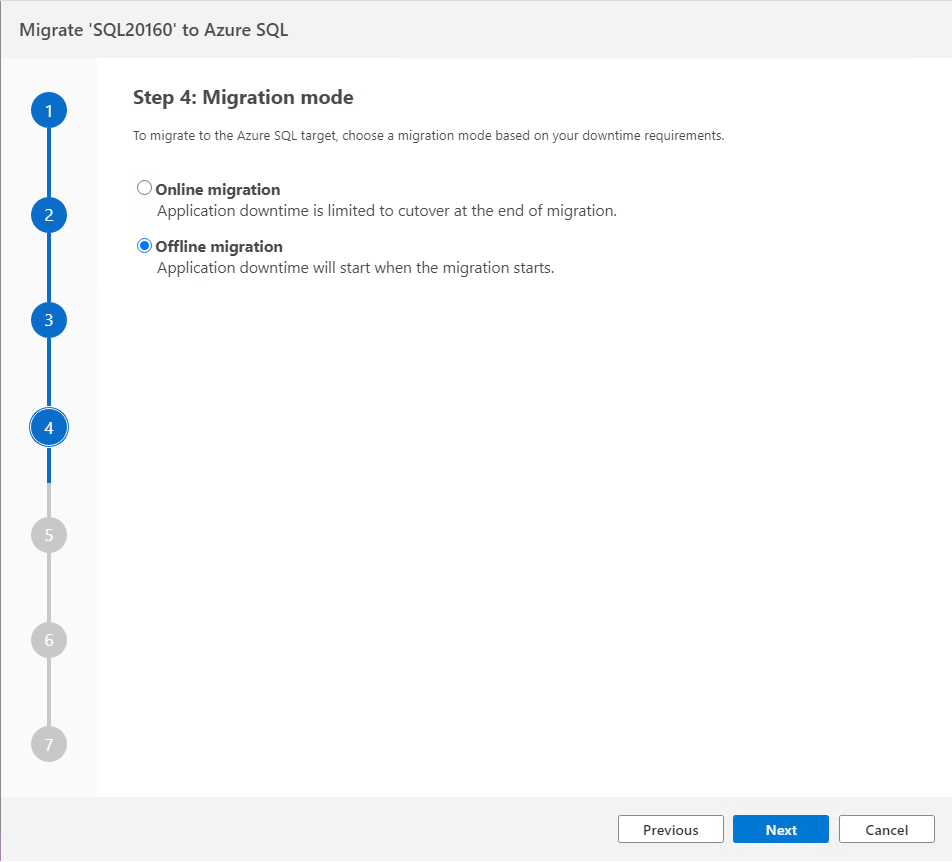 Migrate 'SQL20160' to Azure SQL
1
2
3
4
5
6
7
Step 4: Migration mode
To migrate to the Azure SQL target, choose a migration mode based on your downtime requirements.
Online migration
Application downtime is limited to cutover at the end of migration.
Offline migration
Application downtime will start when the migration starts.
Previous
Next
Cancel